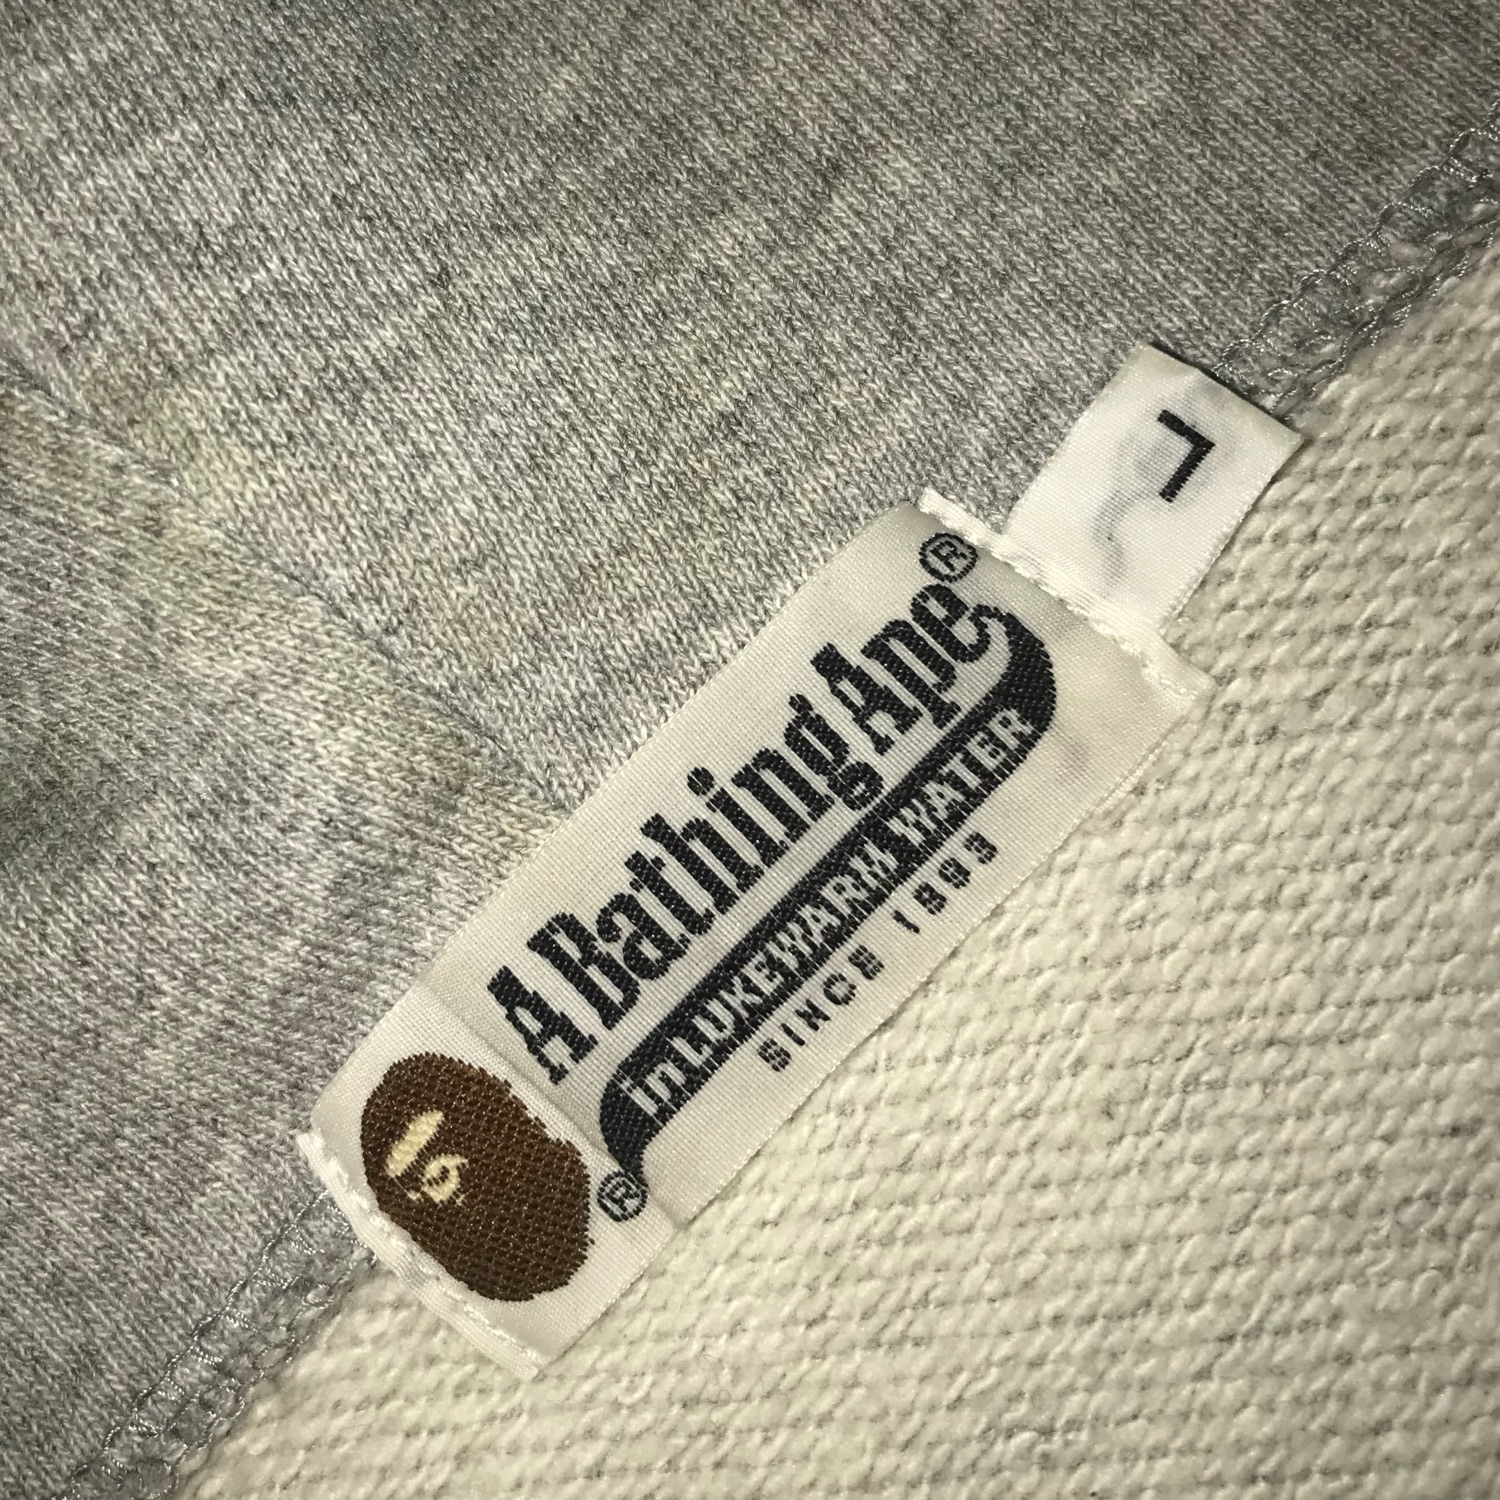 L
A Bathing Ape®
in LUKEWARM WATER
SINCE 1993
®